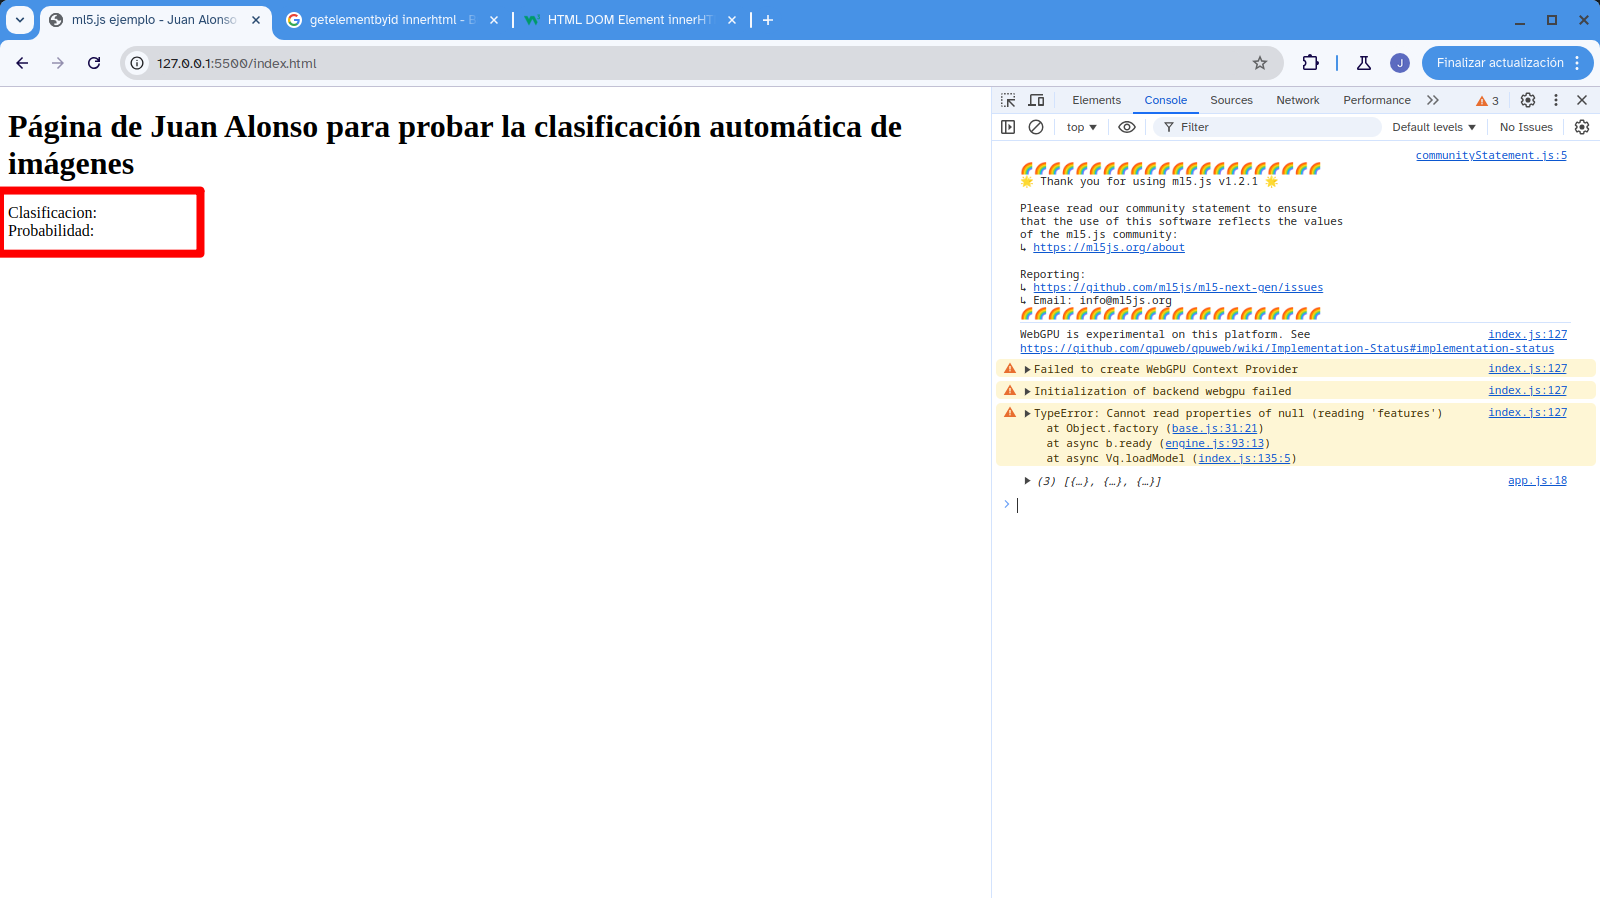 ml5.js ejemplo - Juan Alonso
getelementbyid innerhtml - B
HTML DOM Element innerHT
127.0.0.1:5500/index.html
J
Finalizar actualización
Página de Juan Alonso para probar la clasificación automática de
imágenes
Clasificacion:
Probabilidad:
Elements
Console
Sources
Network
Performance
3
top
Filter
Default levels
No Issues
communityStatement.js:5
Thank you for using ml5.js v1.2.1
Please read our community statement to ensure
that the use of this software reflects the values
of the ml5.js community:
↳ https://ml5js.org/about
Reporting:
↳ https://github.com/ml5js/ml5-next-gen/issues
↳ Email: info@ml5js.org
WebGPU is experimental on this platform. See index.js:127
https://github.com/gpuweb/gpuweb/wiki/Implementation-Status#implementation-status
Failed to create WebGPU Context Provider index.js:127
Initialization of backend webgpu failed index.js:127
TypeError: Cannot read properties of null (reading 'features') index.js:127
at Object.factory (base.js:31:21)
at async b.ready (engine.js:93:13)
at async Vq.loadModel (index.js:135:5)
(3) [{…}, {…}, {…}] app.js:18